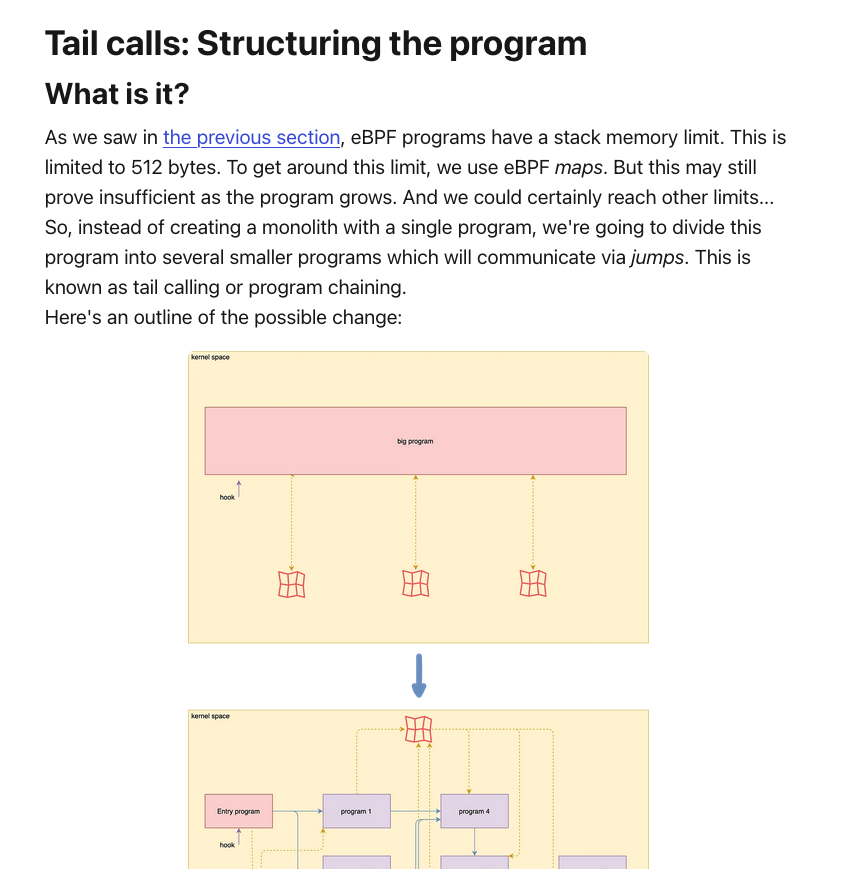 Tail calls: Structuring the program
What is it?
As we saw in the previous section, eBPF programs have a stack memory limit. This is
limited to 512 bytes. To get around this limit, we use eBPF maps. But this may still
prove insufficient as the program grows. And we could certainly reach other limits...
So, instead of creating a monolith with a single program, we're going to divide this
program into several smaller programs which will communicate via jumps. This is
known as tail calling or program chaining.
Here's an outline of the possible change:
kernel space
big program
hook
kernel space
Entry program
program 1
program 4
hook